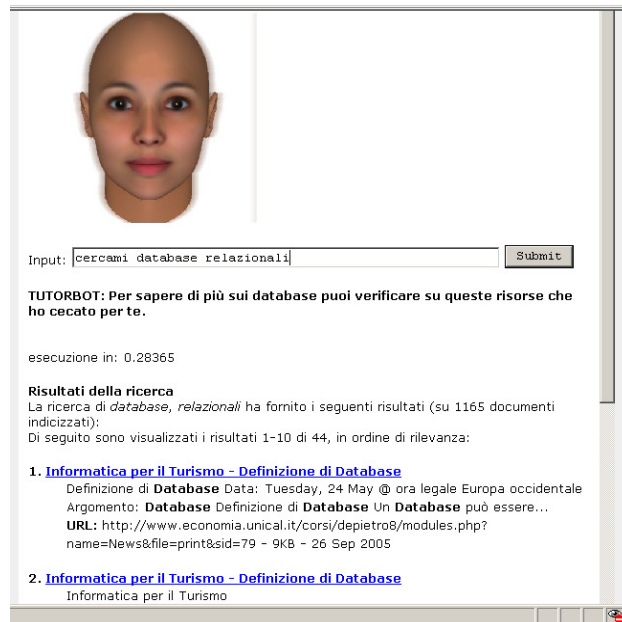 Input: cercami database relazionali Submit
TUTORBOT: Per sapere di più sui database puoi verificare su queste risorse che
ho cecato per te.
esecuzione in: 0.28365
Risultati della ricerca
La ricerca di database, relazionali ha fornito i seguenti risultati (su 1165 documenti
indicizzati):
Di seguito sono visualizzati i risultati 1-10 di 44, in ordine di rilevanza:
1. Informatica per il Turismo - Definizione di Database
Definizione di Database Data: Tuesday, 24 May @ ora legale Europa occidentale
Argomento: Database Definizione di Database Un Database può essere...
URL: http://www.economia.unical.it/corsi/depietro8/modules.php?
name=News&file=print&sid=79 - 9KB - 26 Sep 2005
2. Informatica per il Turismo - Definizione di Database
Informatica per il Turismo